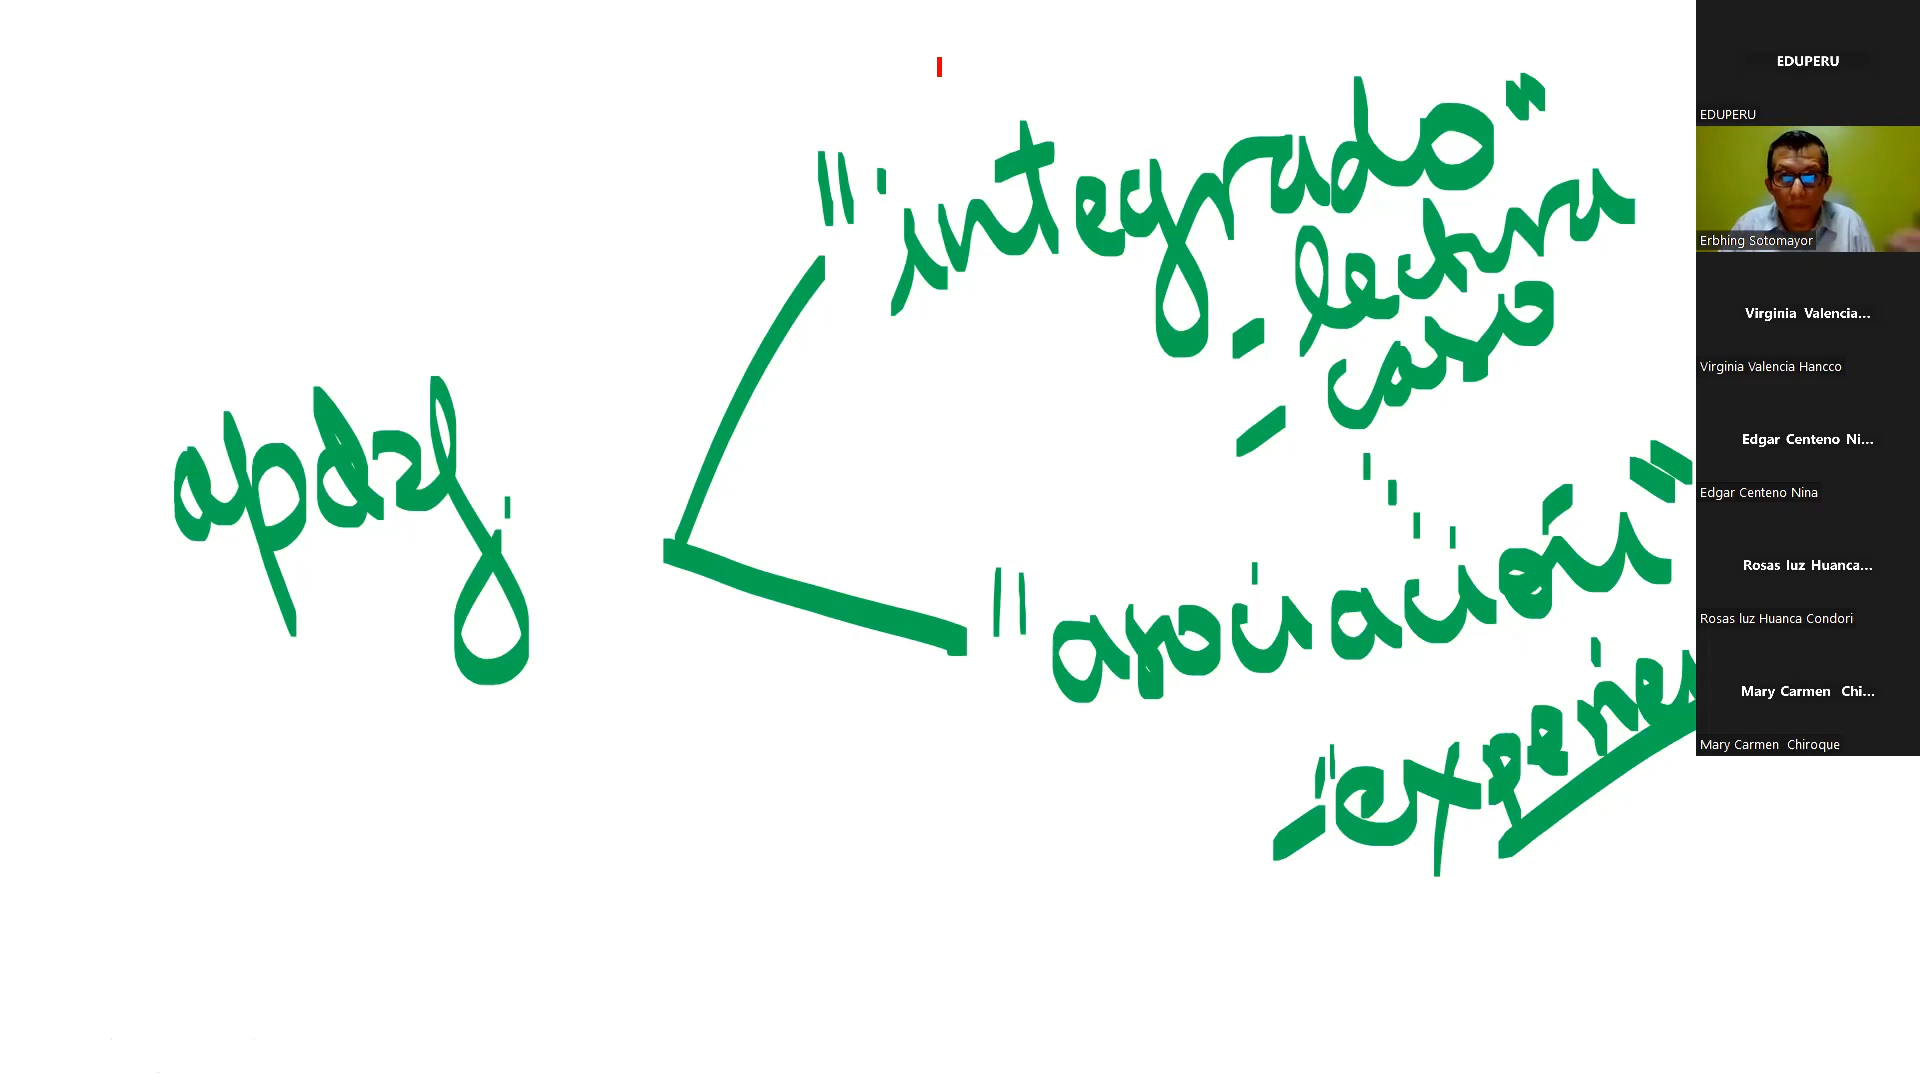 "integrado"
- lectura
- caso
apdzj
"asociación"
- "experien
EDUPERU
EDUPERU
Erbhing Sotomayor
Virginia Valencia...
Virginia Valencia Hancco
Edgar Centeno Ni...
Edgar Centeno Nina
Rosas luz Huanca...
Rosas luz Huanca Condori
Mary Carmen Chi...
Mary Carmen Chiroque